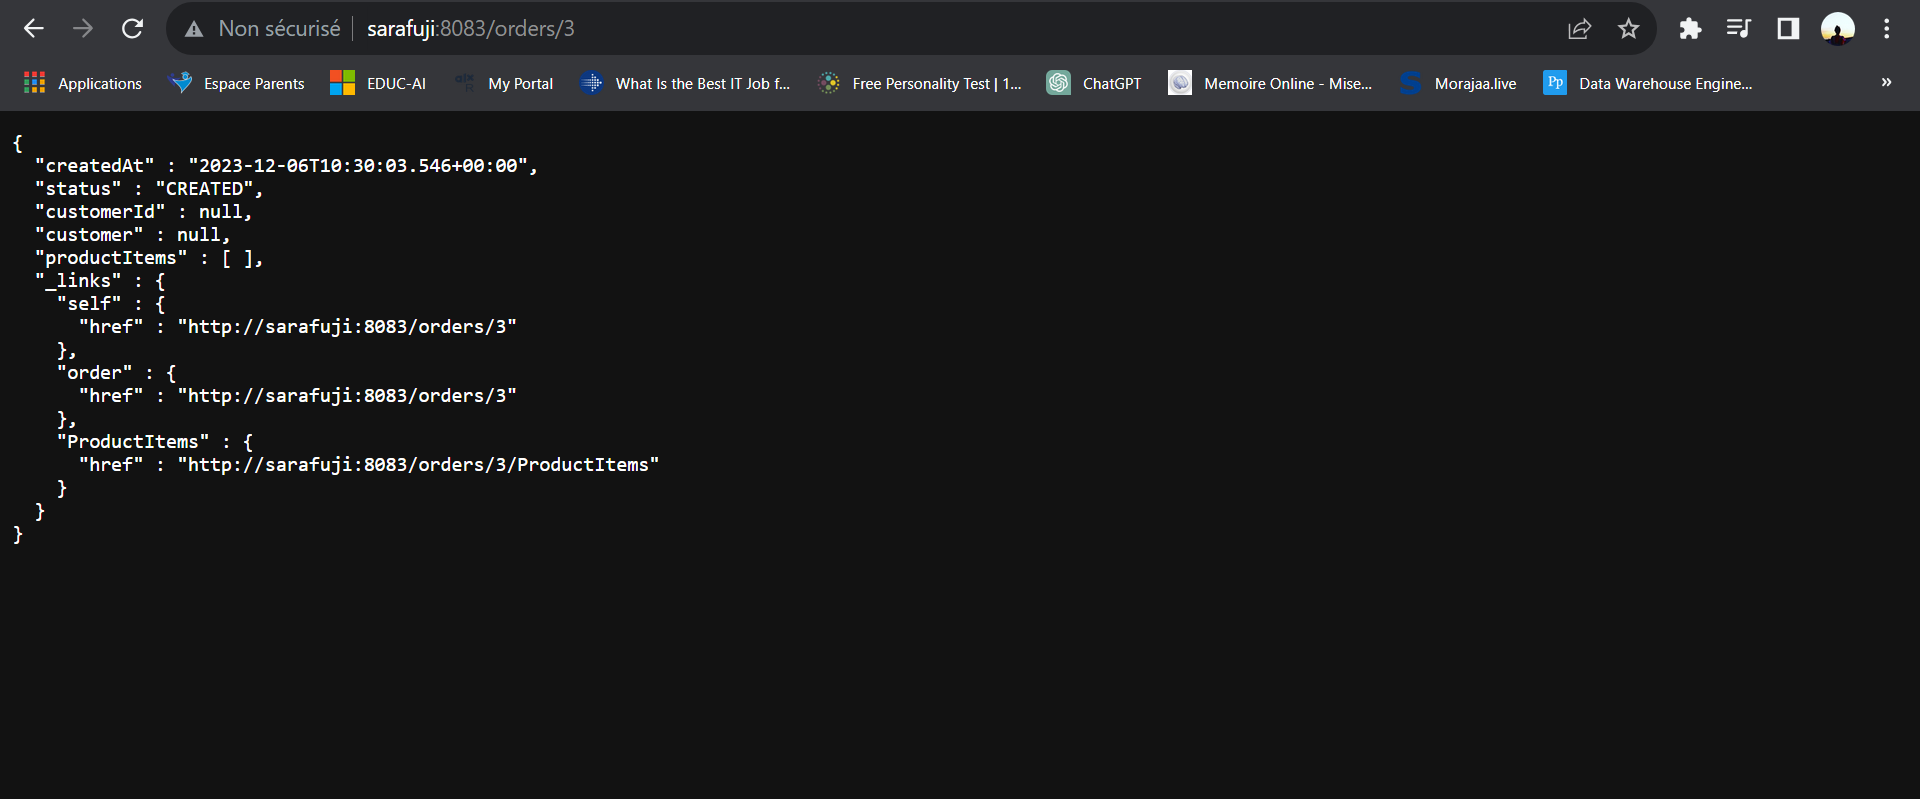 Non sécurisé sarafuji:8083/orders/3
Applications Espace Parents EDUC-AI My Portal What Is the Best IT Job f... Free Personality Test | 1... ChatGPT Memoire Online - Mise... S Morajaa.live Pp Data Warehouse Engine... »
{
"createdAt" : "2023-12-06T10:30:03.546+00:00",
"status" : "CREATED",
"customerId" : null,
"customer" : null,
"productItems" : [ ],
"_links" : {
"self" : {
"href" : "http://sarafuji:8083/orders/3"
},
"order" : {
"href" : "http://sarafuji:8083/orders/3"
},
"ProductItems" : {
"href" : "http://sarafuji:8083/orders/3/ProductItems"
}
}
}